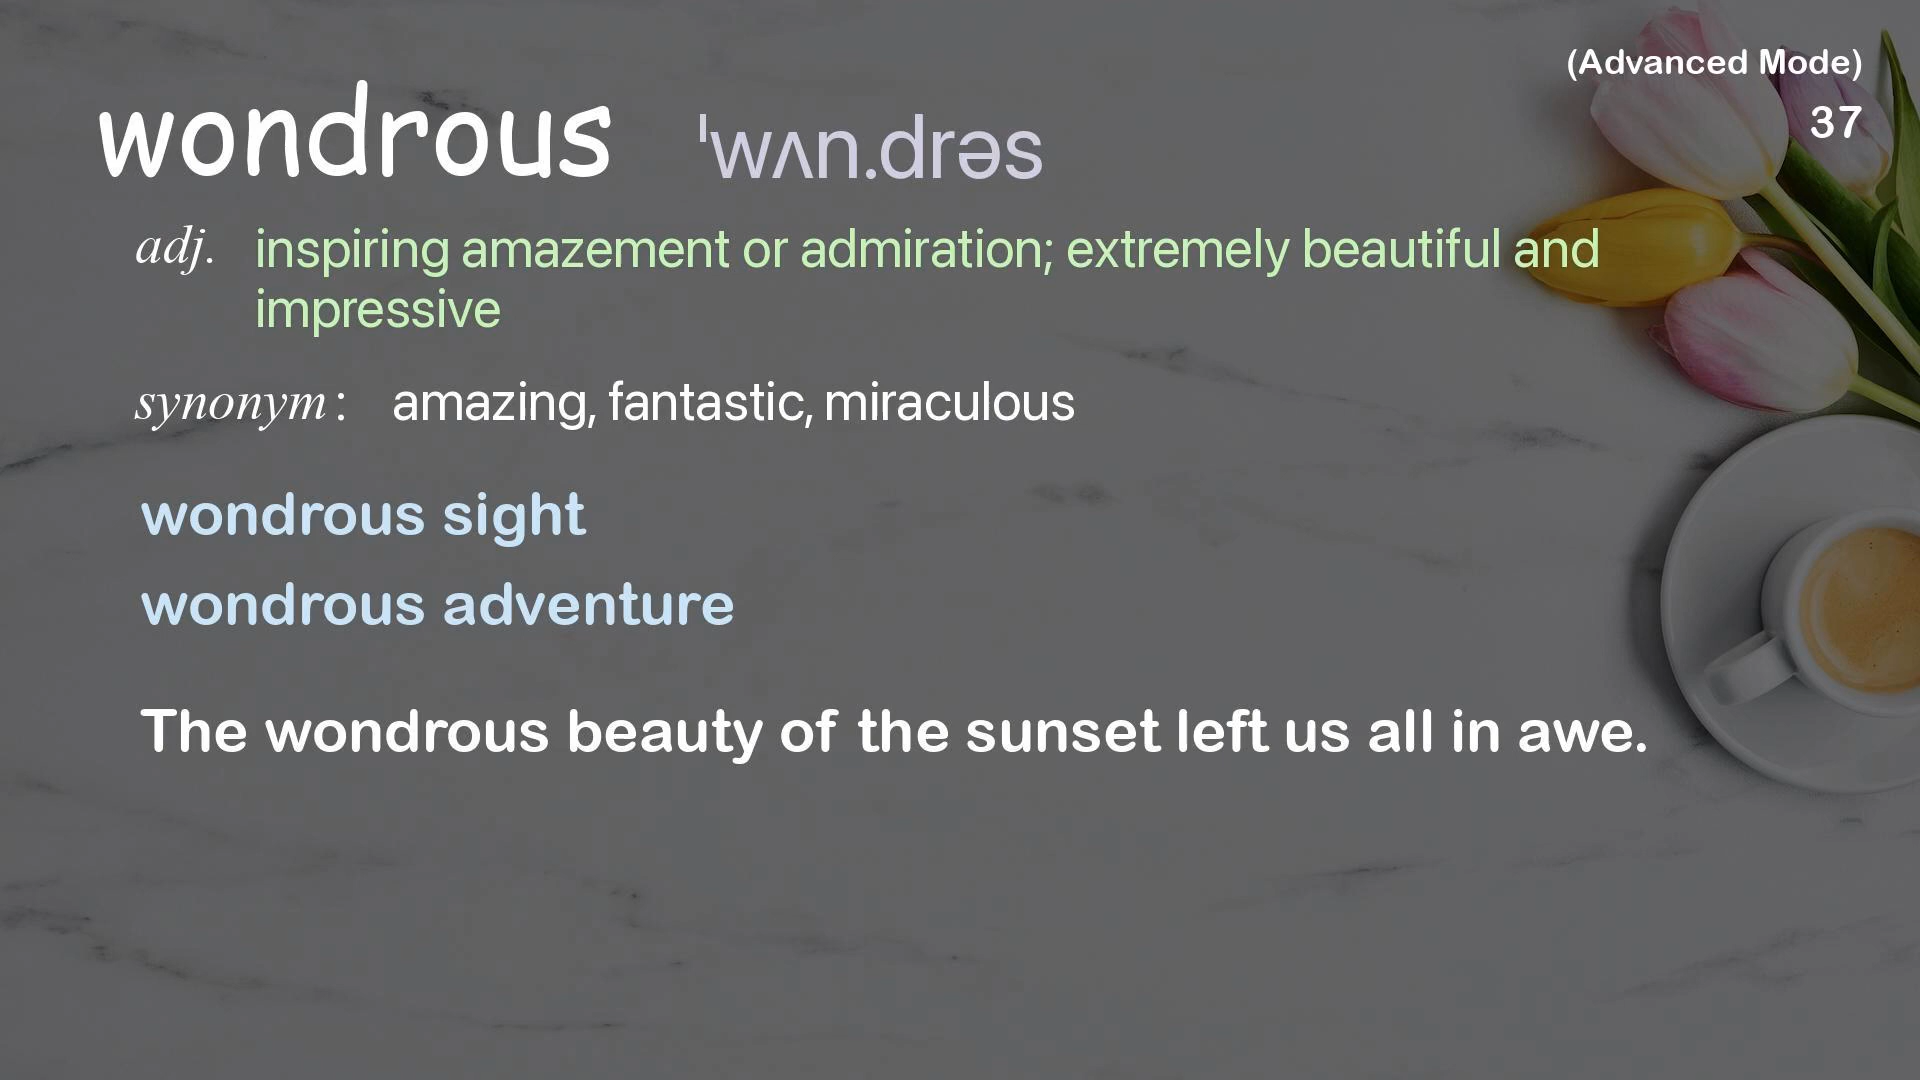 (Advanced Mode)
37
wondrous ˈwʌn.drəs
adj. inspiring amazement or admiration; extremely beautiful and
impressive
synonym: amazing, fantastic, miraculous
wondrous sight
wondrous adventure
The wondrous beauty of the sunset left us all in awe.